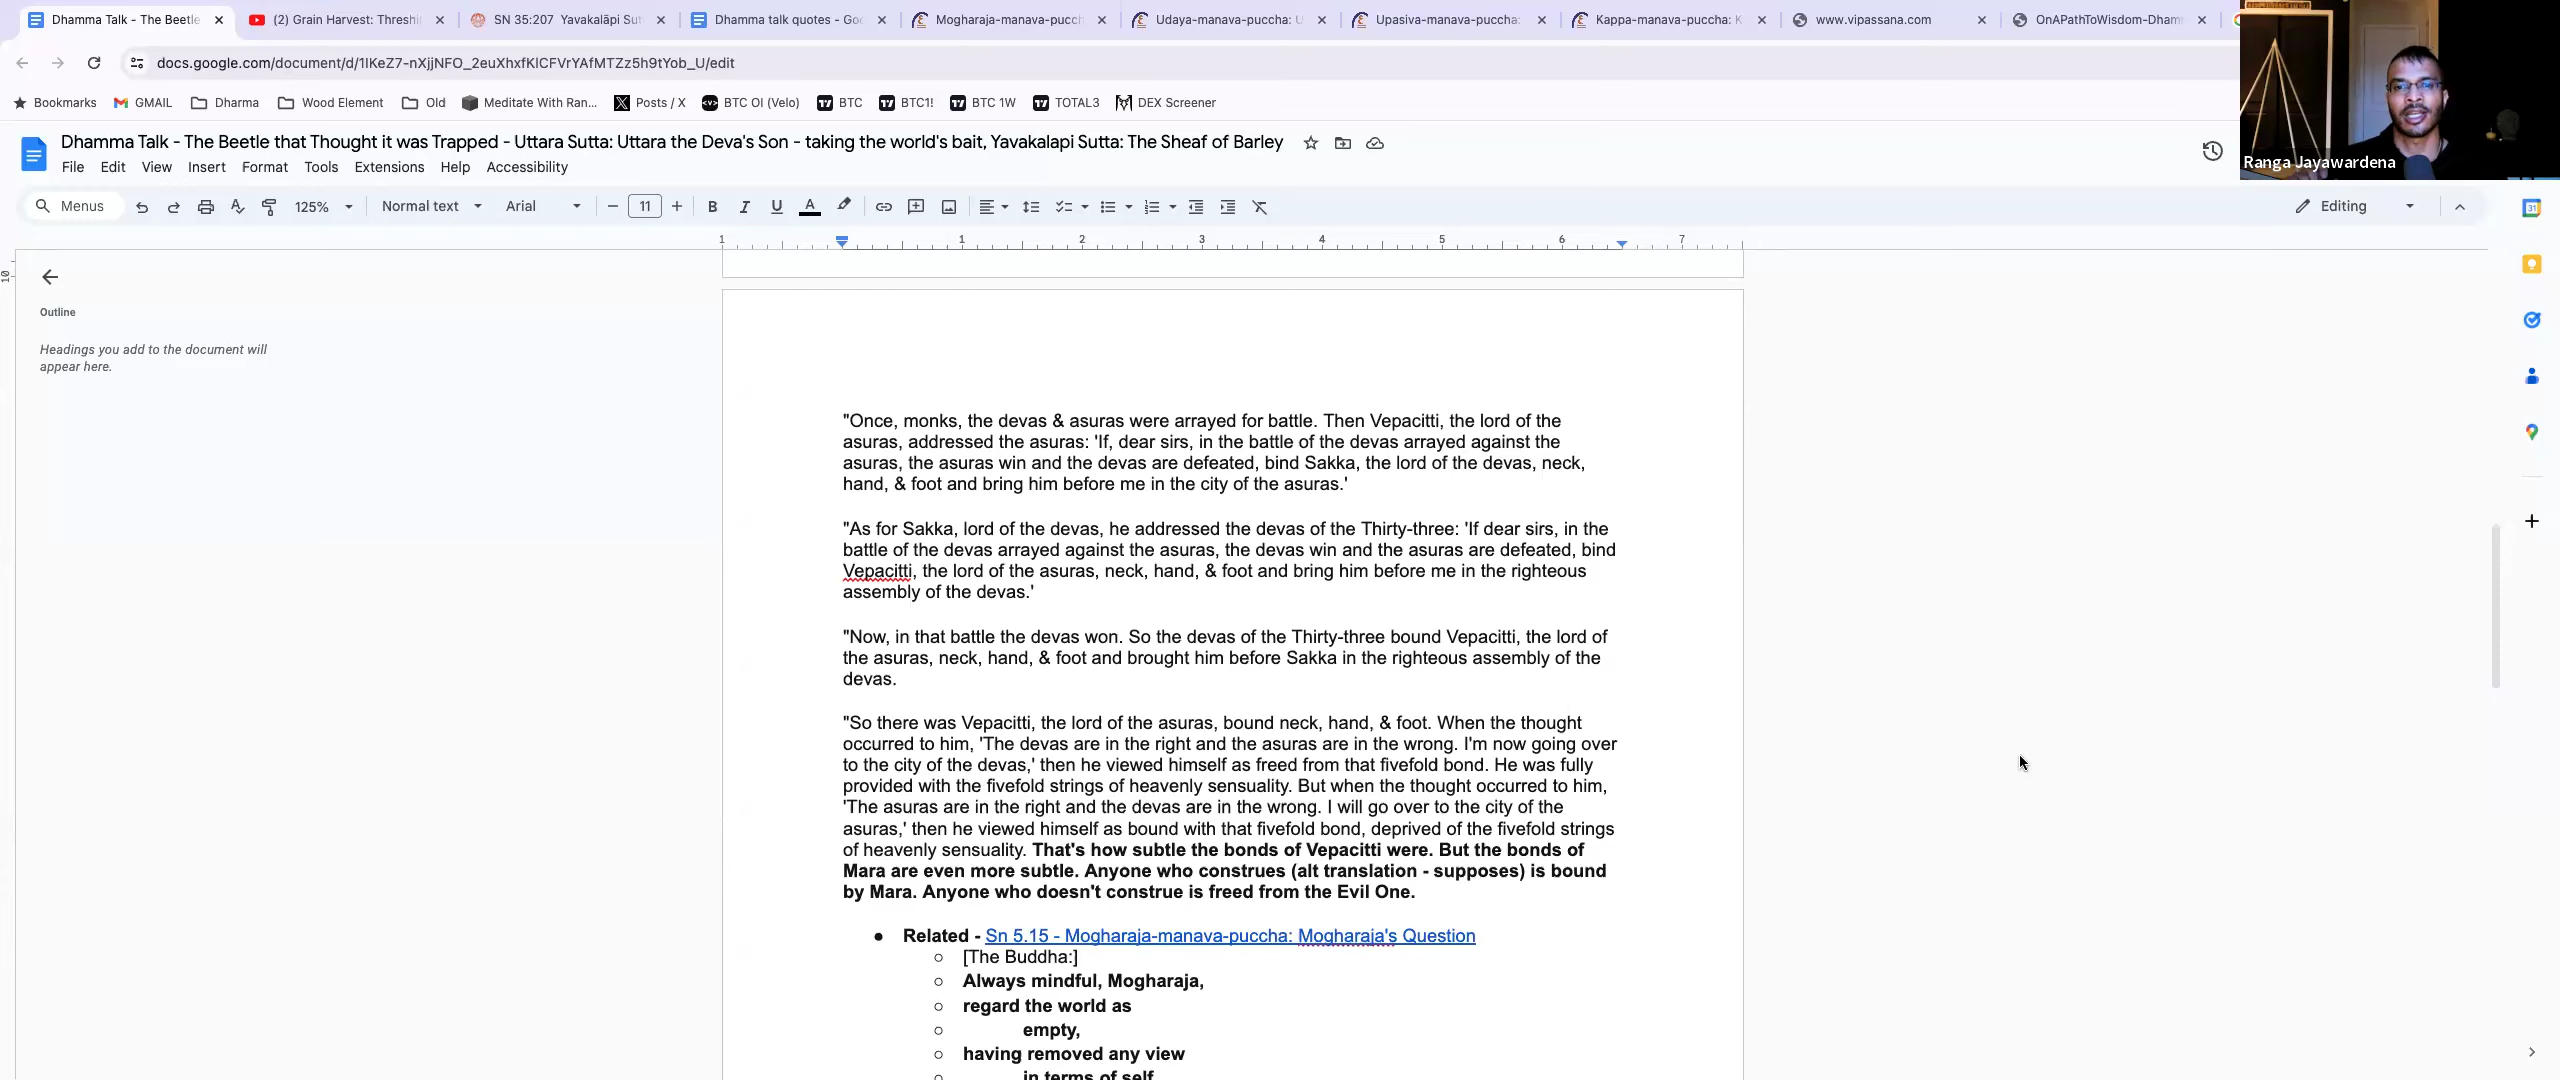 Dhamma Talk - The Beetle
(2) Grain Harvest: Threshi
SN 35:207 Yavakalāpi Sut
Dhamma talk quotes - Goo
Mogharaja-manava-pucch
Udaya-manava-puccha: U
Upasiva-manava-puccha:
Kappa-manava-puccha: K
www.vipassana.com
OnAPathToWisdom-Dham
docs.google.com/document/d/1IKeZ7-nXjjNFO_2euXhxfKlCFVrYAfMTZz5h9tYob_U/edit
Bookmarks
GMAIL
Dharma
Wood Element
Old
Meditate With Ran...
Posts / X
BTC OI (Velo)
BTC
BTC1!
BTC 1W
TOTAL3
DEX Screener
Dhamma Talk - The Beetle that Thought it was Trapped - Uttara Sutta: Uttara the Deva's Son - taking the world's bait, Yavakalapi Sutta: The Sheaf of Barley
Ranga Jayawardena
File Edit View Insert Format Tools Extensions Help Accessibility
Menus 125% Normal text Arial 11 B I U A Editing
1 1 2 3 4 5 6 7
10
31
Outline
Headings you add to the document will
appear here.
"Once, monks, the devas & asuras were arrayed for battle. Then Vepacitti, the lord of the
asuras, addressed the asuras: 'If, dear sirs, in the battle of the devas arrayed against the
asuras, the asuras win and the devas are defeated, bind Sakka, the lord of the devas, neck,
hand, & foot and bring him before me in the city of the asuras.'
"As for Sakka, lord of the devas, he addressed the devas of the Thirty-three: 'If dear sirs, in the
battle of the devas arrayed against the asuras, the devas win and the asuras are defeated, bind
Vepacitti, the lord of the asuras, neck, hand, & foot and bring him before me in the righteous
assembly of the devas.'
"Now, in that battle the devas won. So the devas of the Thirty-three bound Vepacitti, the lord of
the asuras, neck, hand, & foot and brought him before Sakka in the righteous assembly of the
devas.
"So there was Vepacitti, the lord of the asuras, bound neck, hand, & foot. When the thought
occurred to him, 'The devas are in the right and the asuras are in the wrong. I'm now going over
to the city of the devas,' then he viewed himself as freed from that fivefold bond. He was fully
provided with the fivefold strings of heavenly sensuality. But when the thought occurred to him,
'The asuras are in the right and the devas are in the wrong. I will go over to the city of the
asuras,' then he viewed himself as bound with that fivefold bond, deprived of the fivefold strings
of heavenly sensuality. That's how subtle the bonds of Vepacitti were. But the bonds of
Mara are even more subtle. Anyone who construes (alt translation - supposes) is bound
by Mara. Anyone who doesn't construe is freed from the Evil One.
● Related - Sn 5.15 - Mogharaja-manava-puccha: Mogharaja's Question
○ [The Buddha:]
○ Always mindful, Mogharaja,
○ regard the world as
○ empty,
○ having removed any view
○ in terms of self